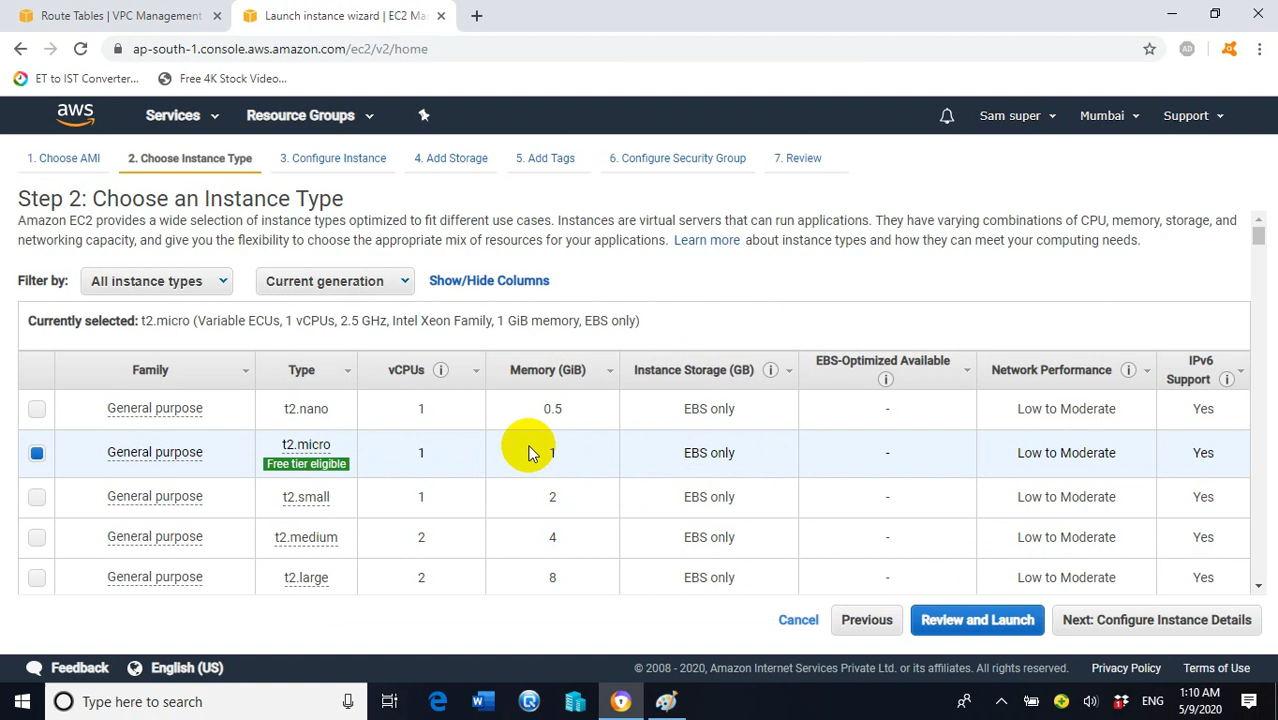 Route Tables | VPC Management
Launch instance wizard | EC2 Ma
ap-south-1.console.aws.amazon.com/ec2/v2/home
AD
ET to IST Converter...
Free 4K Stock Video...
aws
Services
Resource Groups
Sam super
Mumbai
Support
1. Choose AMI
2. Choose Instance Type
3. Configure Instance
4. Add Storage
5. Add Tags
6. Configure Security Group
7. Review
Step 2: Choose an Instance Type
Amazon EC2 provides a wide selection of instance types optimized to fit different use cases. Instances are virtual servers that can run applications. They have varying combinations of CPU, memory, storage, and
networking capacity, and give you the flexibility to choose the appropriate mix of resources for your applications. Learn more about instance types and how they can meet your computing needs.
Filter by: All instance types Current generation Show/Hide Columns
Currently selected: t2.micro (Variable ECUs, 1 vCPUs, 2.5 GHz, Intel Xeon Family, 1 GiB memory, EBS only)
Family Type vCPUs Memory (GiB) Instance Storage (GB) EBS-Optimized Available Network Performance IPv6 Support
General purpose t2.nano 1 0.5 EBS only - Low to Moderate Yes
General purpose t2.micro Free tier eligible 1 1 EBS only - Low to Moderate Yes
General purpose t2.small 1 2 EBS only - Low to Moderate Yes
General purpose t2.medium 2 4 EBS only - Low to Moderate Yes
General purpose t2.large 2 8 EBS only - Low to Moderate Yes
Cancel Previous Review and Launch Next: Configure Instance Details
Feedback English (US)
© 2008 - 2020, Amazon Internet Services Private Ltd. or its affiliates. All rights reserved. Privacy Policy Terms of Use
Type here to search
ENG
1:10 AM
5/9/2020